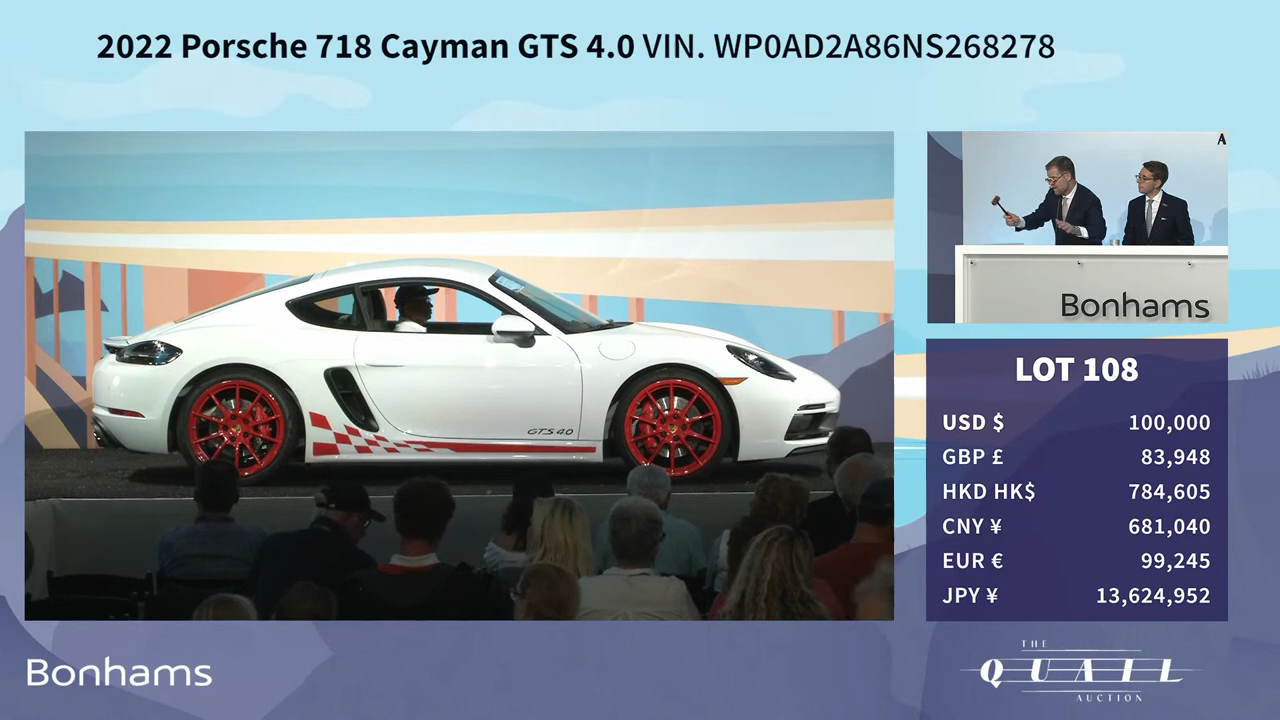 2022 Porsche 718 Cayman GTS 4.0 VIN. WP0AD2A86NS268278
A
Bonhams
GTS 4.0
LOT 108
USD $ 100,000
GBP £ 83,948
HKD HK$ 784,605
CNY ¥ 681,040
EUR € 99,245
JPY ¥ 13,624,952
Bonhams
THE
QUAIL
AUCTION